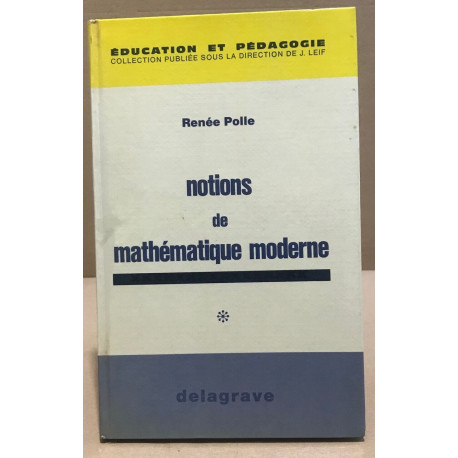 ÉDUCATION ET PÉDAGOGIE
COLLECTION PUBLIÉE SOUS LA DIRECTION DE J. LEIF
Renée Polle
notions
de
mathématique moderne
*
delagrave